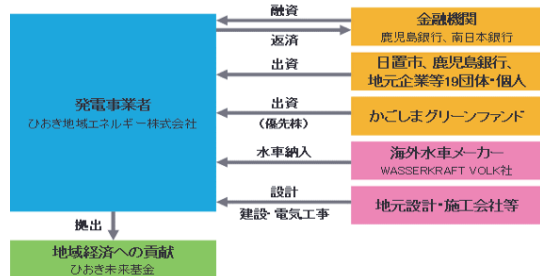 融資
金融機関
鹿児島銀行、南日本銀行
返済
出資
日置市、鹿児島銀行、
地元企業等19団体・個人
発電事業者
ひおき地域エネルギー株式会社
出資
(優先株)
かごしまグリーンファンド
水車納入
海外水車メーカー
WASSERKRAFT VOLK社
設計
建設・電気工事
地元設計・施工会社等
拠出
地域経済への貢献
ひおき未来基金